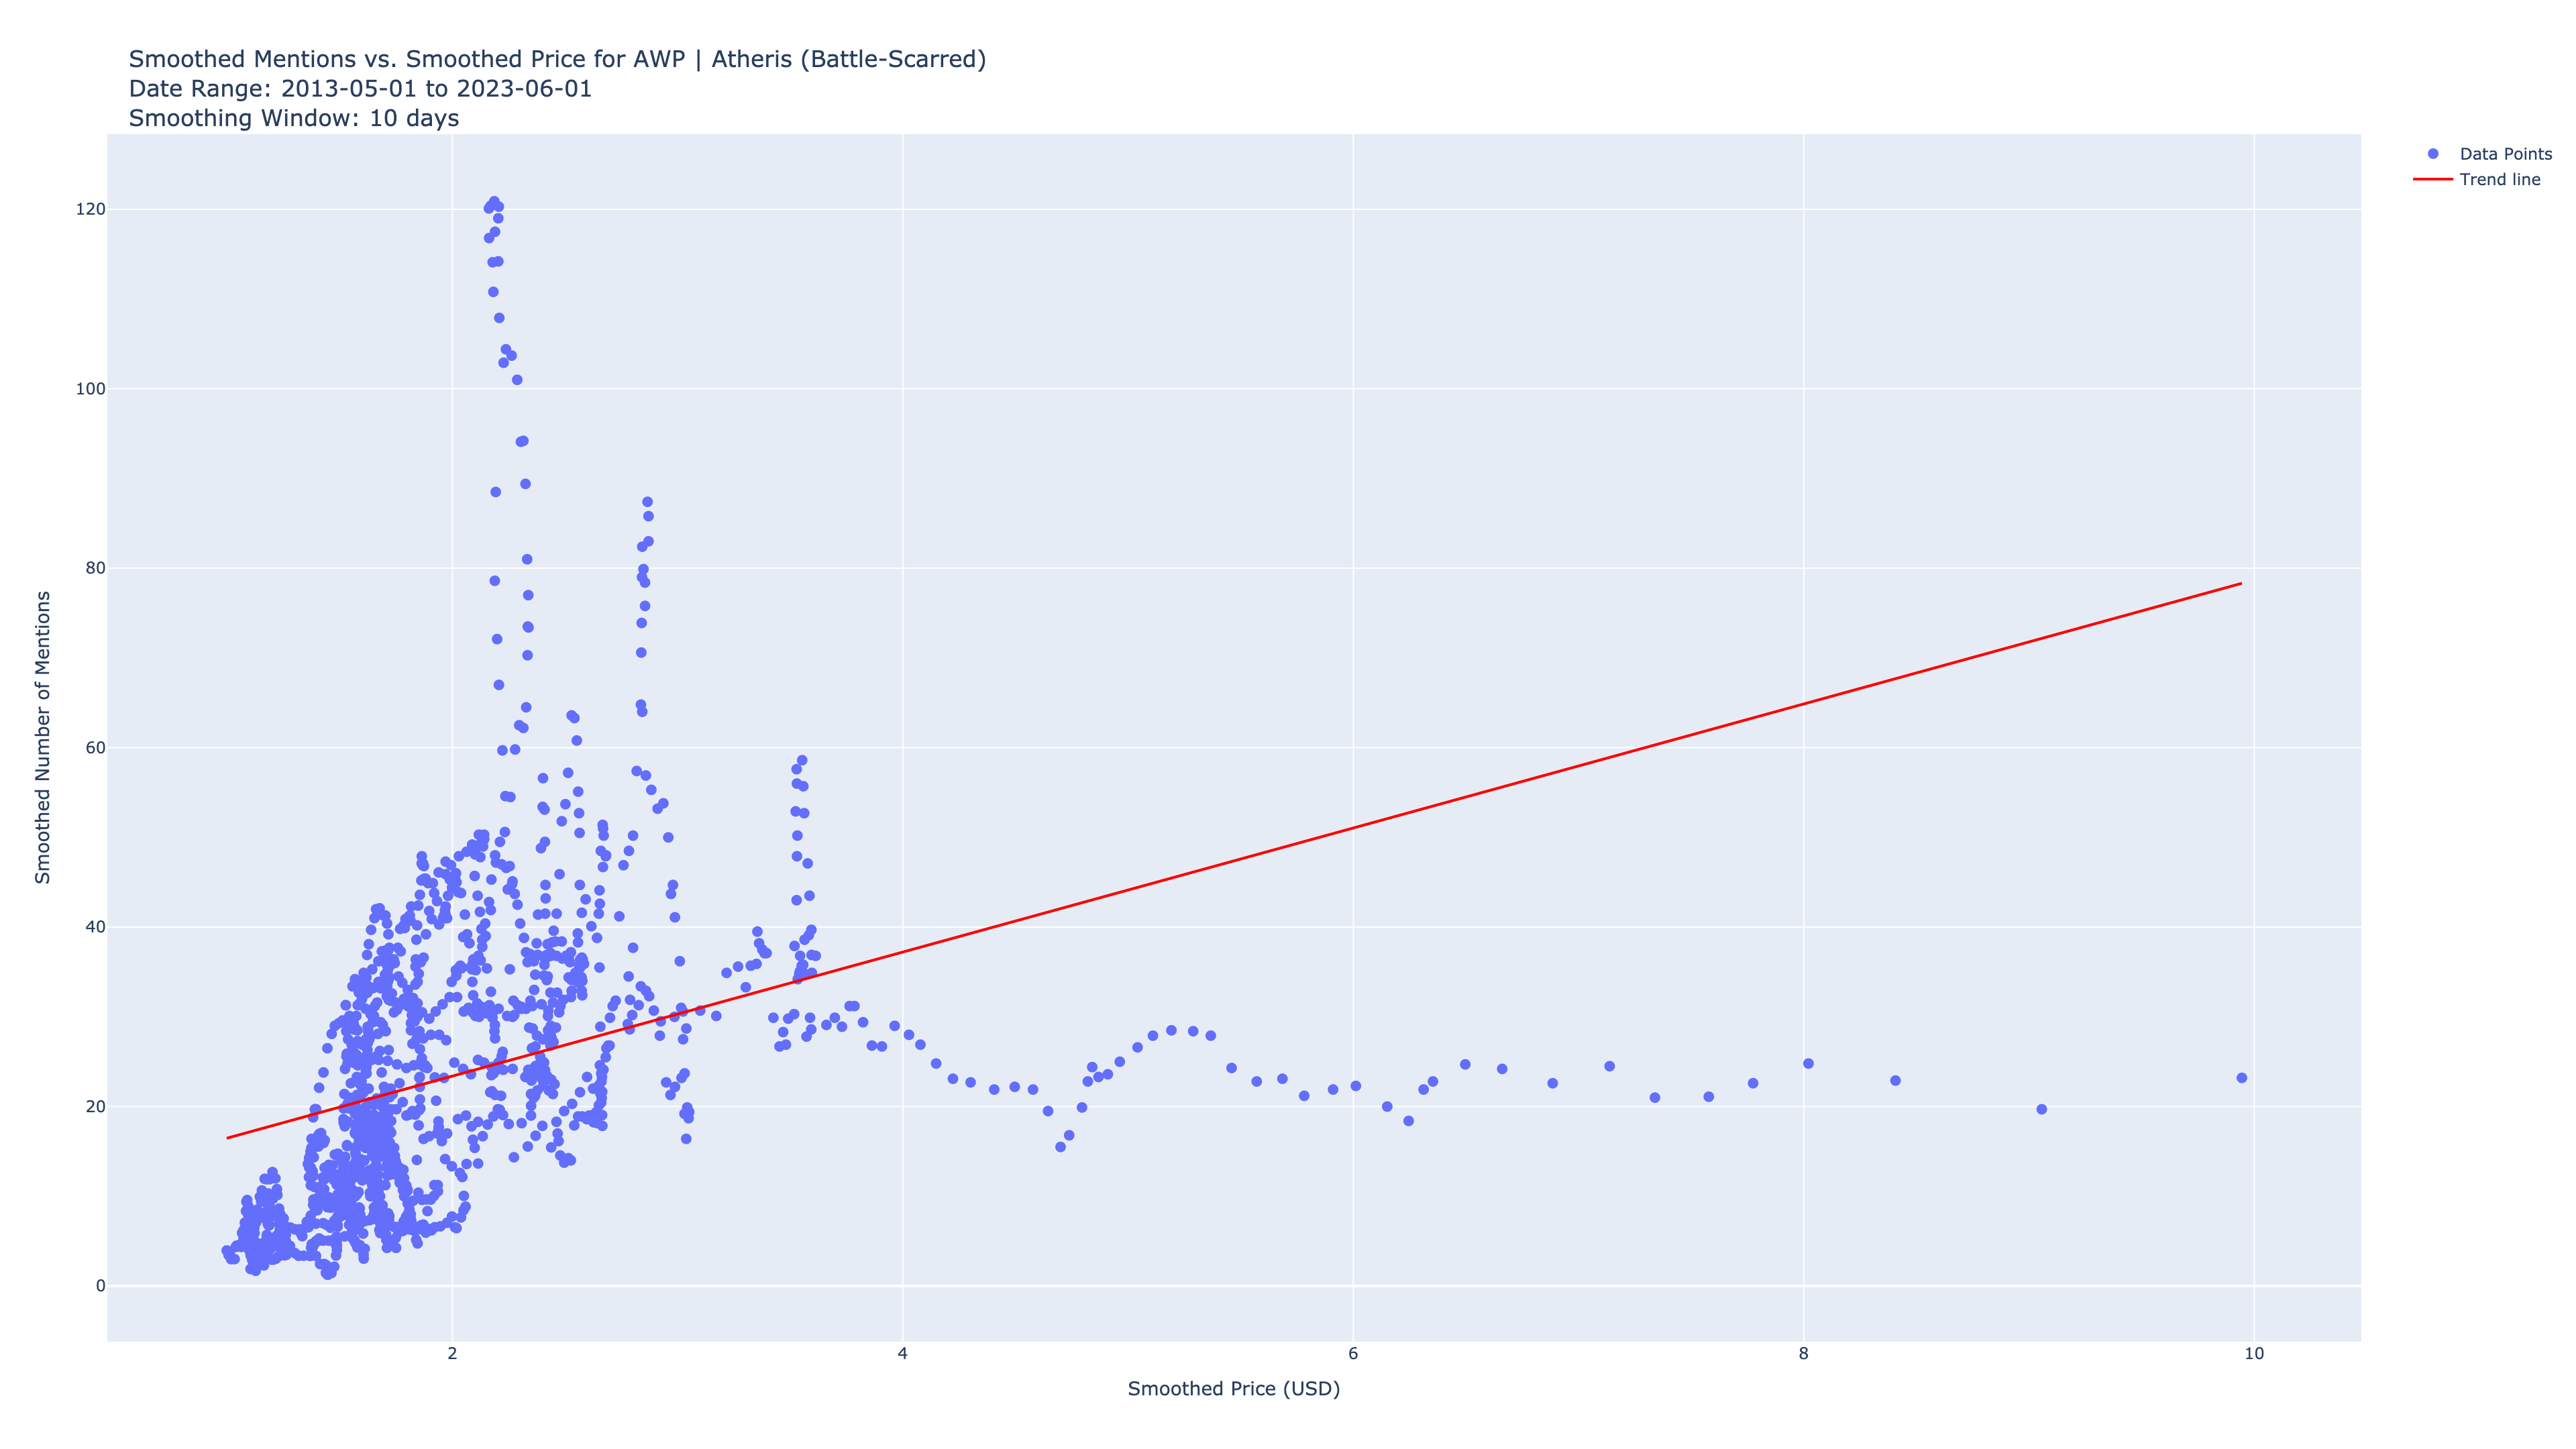 Smoothed Mentions vs. Smoothed Price for AWP | Atheris (Battle-Scarred)
Date Range: 2013-05-01 to 2023-06-01
Smoothing Window: 10 days
Data Points
Trend line
120
100
80
60
40
20
0
Smoothed Number of Mentions
2
4
6
8
10
Smoothed Price (USD)